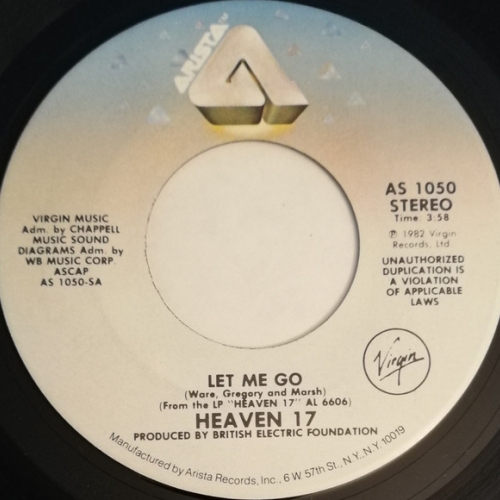 ARISTA
VIRGIN MUSIC
Adm. by CHAPPELL
MUSIC SOUND
DIAGRAMS Adm. by
WB MUSIC CORP.
ASCAP
AS 1050-SA
AS 1050
STEREO
Time: 3:58
℗ 1982 Virgin
Records, Ltd.
UNAUTHORIZED
DUPLICATION IS
A VIOLATION
OF APPLICABLE
LAWS
Virgin
LET ME GO
(Ware, Gregory and Marsh)
(From the LP "HEAVEN 17" AL 6606)
HEAVEN 17
PRODUCED BY BRITISH ELECTRIC FOUNDATION
Manufactured by Arista Records, Inc., 6 W. 57th St., N.Y., N.Y. 10019